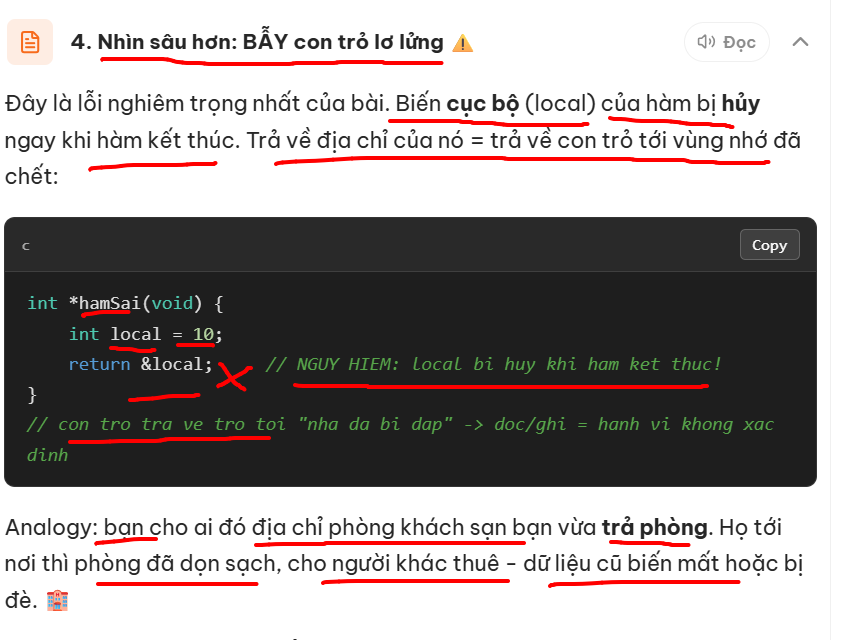 4. Nhìn sâu hơn: BẪY con trỏ lơ lửng ⚠️
Đọc
Đây là lỗi nghiêm trọng nhất của bài. Biến cục bộ (local) của hàm bị hủy
ngay khi hàm kết thúc. Trả về địa chỉ của nó = trả về con trỏ tới vùng nhớ đã
chết:
c
Copy
int *hamSai(void) {
    int local = 10;
    return &local;     // NGUY HIEM: local bi huy khi ham ket thuc!
}
// con tro tra ve tro toi "nha da bi dap" -> doc/ghi = hanh vi khong xac
dinh
Analogy: bạn cho ai đó địa chỉ phòng khách sạn bạn vừa trả phòng. Họ tới
nơi thì phòng đã dọn sạch, cho người khác thuê - dữ liệu cũ biến mất hoặc bị
đè. 🏨